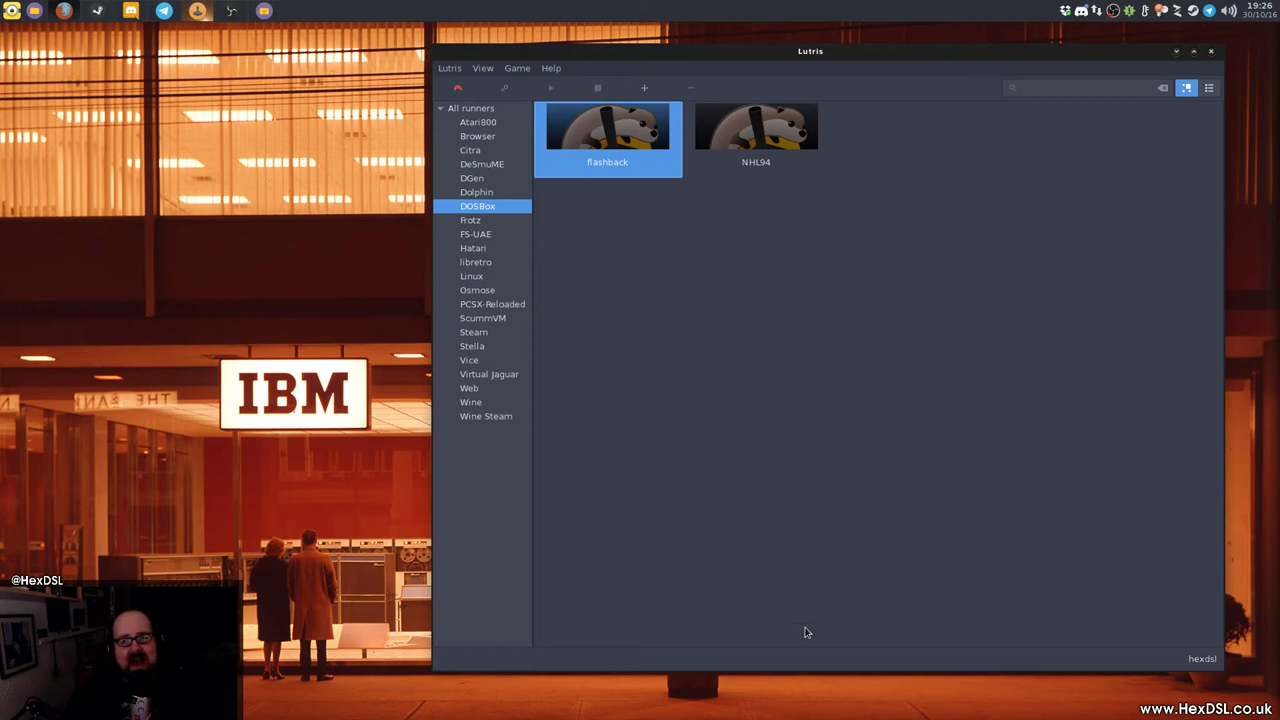 19:26
30/10/16
Lutris
Lutris View Game Help
All runners
Atari800
Browser
Citra
DeSmuME
DGen
Dolphin
DOSBox
Frotz
FS-UAE
Hatari
libretro
Linux
Osmose
PCSX-Reloaded
ScummVM
Steam
Stella
Vice
Virtual Jaguar
Web
Wine
Wine Steam
flashback
NHL94
hexdsl
THE BAN
IBM
@HexDSL
www.HexDSL.co.uk